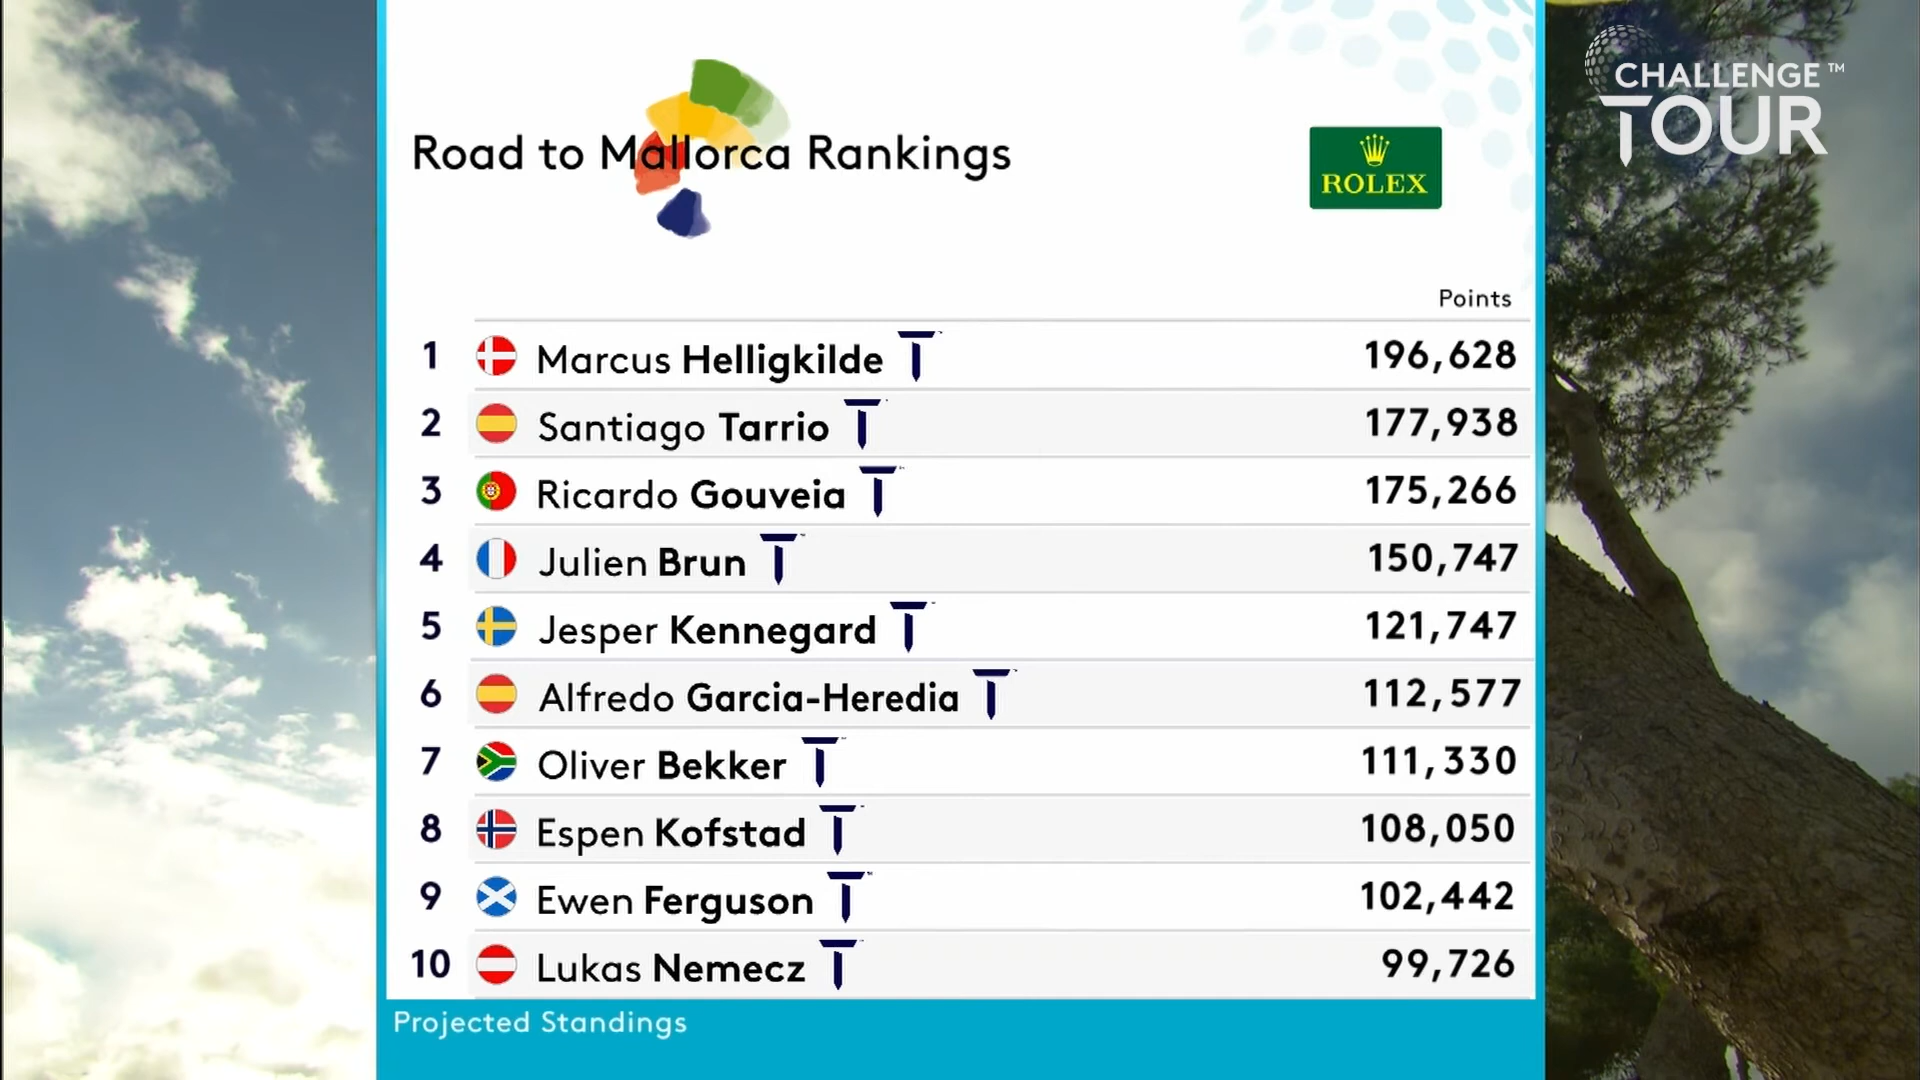 CHALLENGE™
TOUR
Road to Mallorca Rankings
ROLEX
Points
1 Marcus Helligkilde 196,628
2 Santiago Tarrio 177,938
3 Ricardo Gouveia 175,266
4 Julien Brun 150,747
5 Jesper Kennegard 121,747
6 Alfredo Garcia-Heredia 112,577
7 Oliver Bekker 111,330
8 Espen Kofstad 108,050
9 Ewen Ferguson 102,442
10 Lukas Nemecz 99,726
Projected Standings